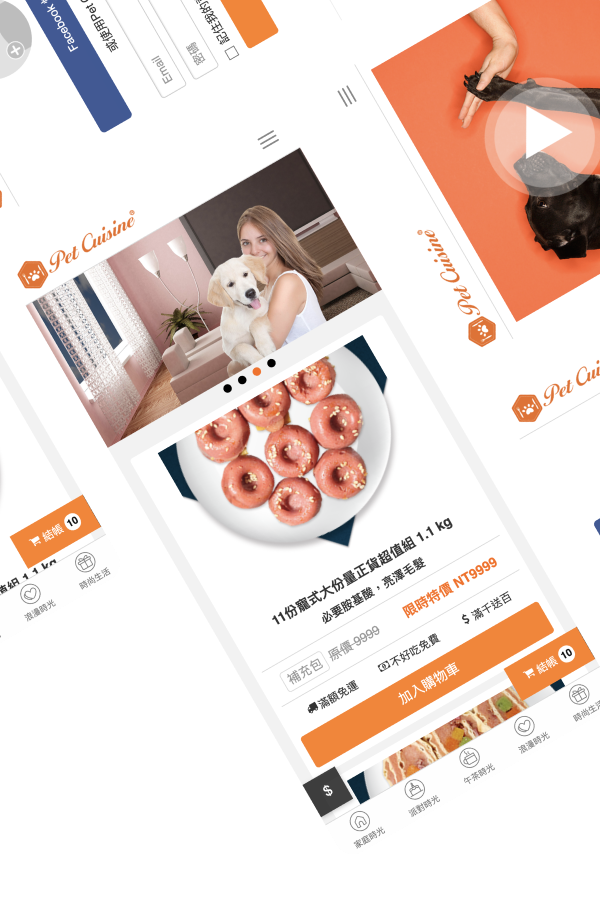 Facebook
或使用Pet C
Email
密碼
記住我的
Pet Cuisine®
Pet Cuisine®
Pet Cui
結帳 10
1.1 kg
浪漫時光
時尚生活
11份寵式大份量正貨超值組 1.1 kg
必要胺基酸，亮澤毛髮
補充包 原價 9999 限時特價 NT9999
滿額免運 不好吃免費 $ 滿千送百
加入購物車
結帳 10
$
家庭時光
派對時光
午茶時光
浪漫時光
時尚生活